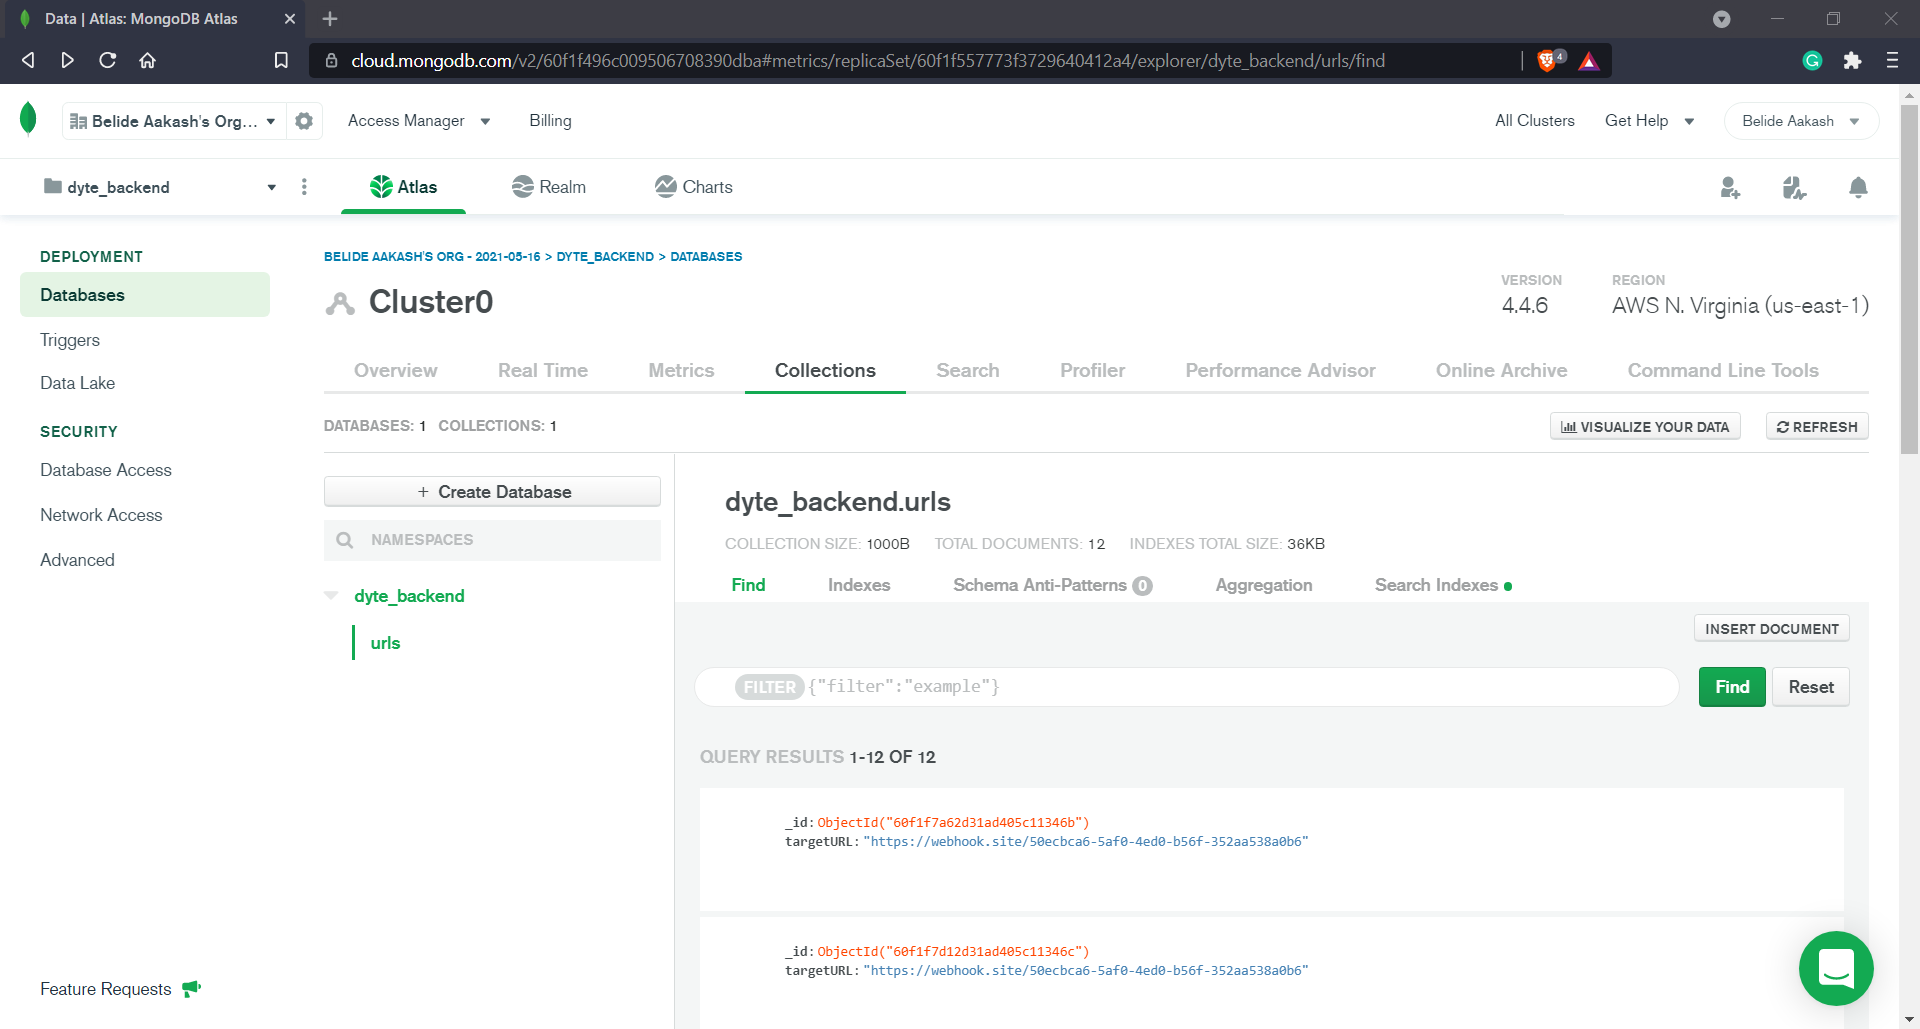 Data | Atlas: MongoDB Atlas
cloud.mongodb.com/v2/60f1f496c009506708390dba#metrics/replicaSet/60f1f557773f3729640412a4/explorer/dyte_backend/urls/find
4
G
Belide Aakash's Org...
Access Manager
Billing
All Clusters
Get Help
Belide Aakash
dyte_backend
Atlas
Realm
Charts
DEPLOYMENT
Databases
Triggers
Data Lake
SECURITY
Database Access
Network Access
Advanced
Feature Requests
BELIDE AAKASH'S ORG - 2021-05-16 > DYTE_BACKEND > DATABASES
Cluster0
VERSION
4.4.6
REGION
AWS N. Virginia (us-east-1)
Overview
Real Time
Metrics
Collections
Search
Profiler
Performance Advisor
Online Archive
Command Line Tools
DATABASES: 1 COLLECTIONS: 1
VISUALIZE YOUR DATA
REFRESH
+ Create Database
NAMESPACES
dyte_backend
urls
dyte_backend.urls
COLLECTION SIZE: 1000B TOTAL DOCUMENTS: 12 INDEXES TOTAL SIZE: 36KB
Find
Indexes
Schema Anti-Patterns 0
Aggregation
Search Indexes
INSERT DOCUMENT
FILTER {"filter":"example"}
Find
Reset
QUERY RESULTS 1-12 OF 12
_id: ObjectId("60f1f7a62d31ad405c11346b")
targetURL: "https://webhook.site/50ecbca6-5af0-4ed0-b56f-352aa538a0b6"
_id: ObjectId("60f1f7d12d31ad405c11346c")
targetURL: "https://webhook.site/50ecbca6-5af0-4ed0-b56f-352aa538a0b6"